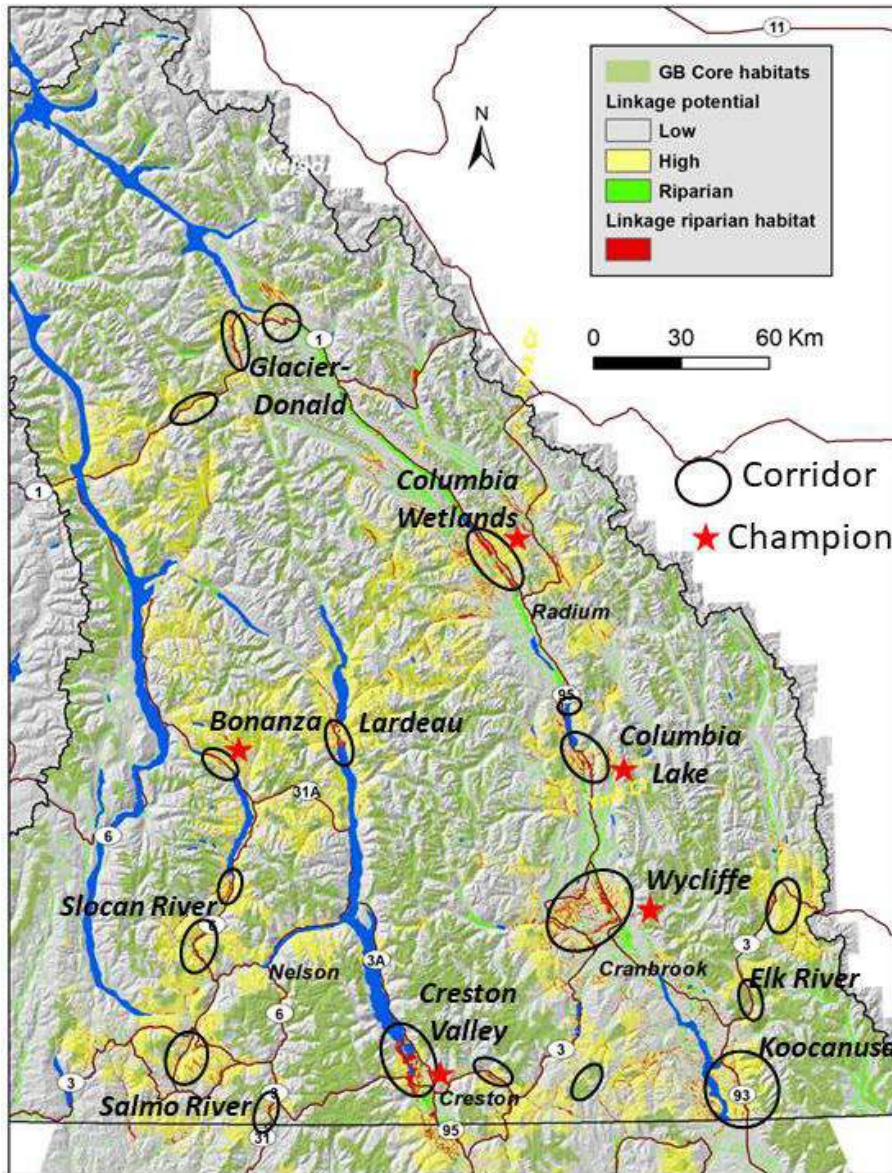 11
GB Core habitats
Linkage potential
Low
High
Riparian
Linkage riparian habitat
N
0 30 60 Km
1
Glacier-
Donald
Columbia
Wetlands
Corridor
Champion
1
Radium
95
Bonanza
Lardeau
Columbia
Lake
31A
6
Slocan River
6
Wycliffe
Nelson
3A
Cranbrook
3
Elk River
Creston
Valley
6
Koocanusa
3
3
Salmo River
Creston
93
3
31
95